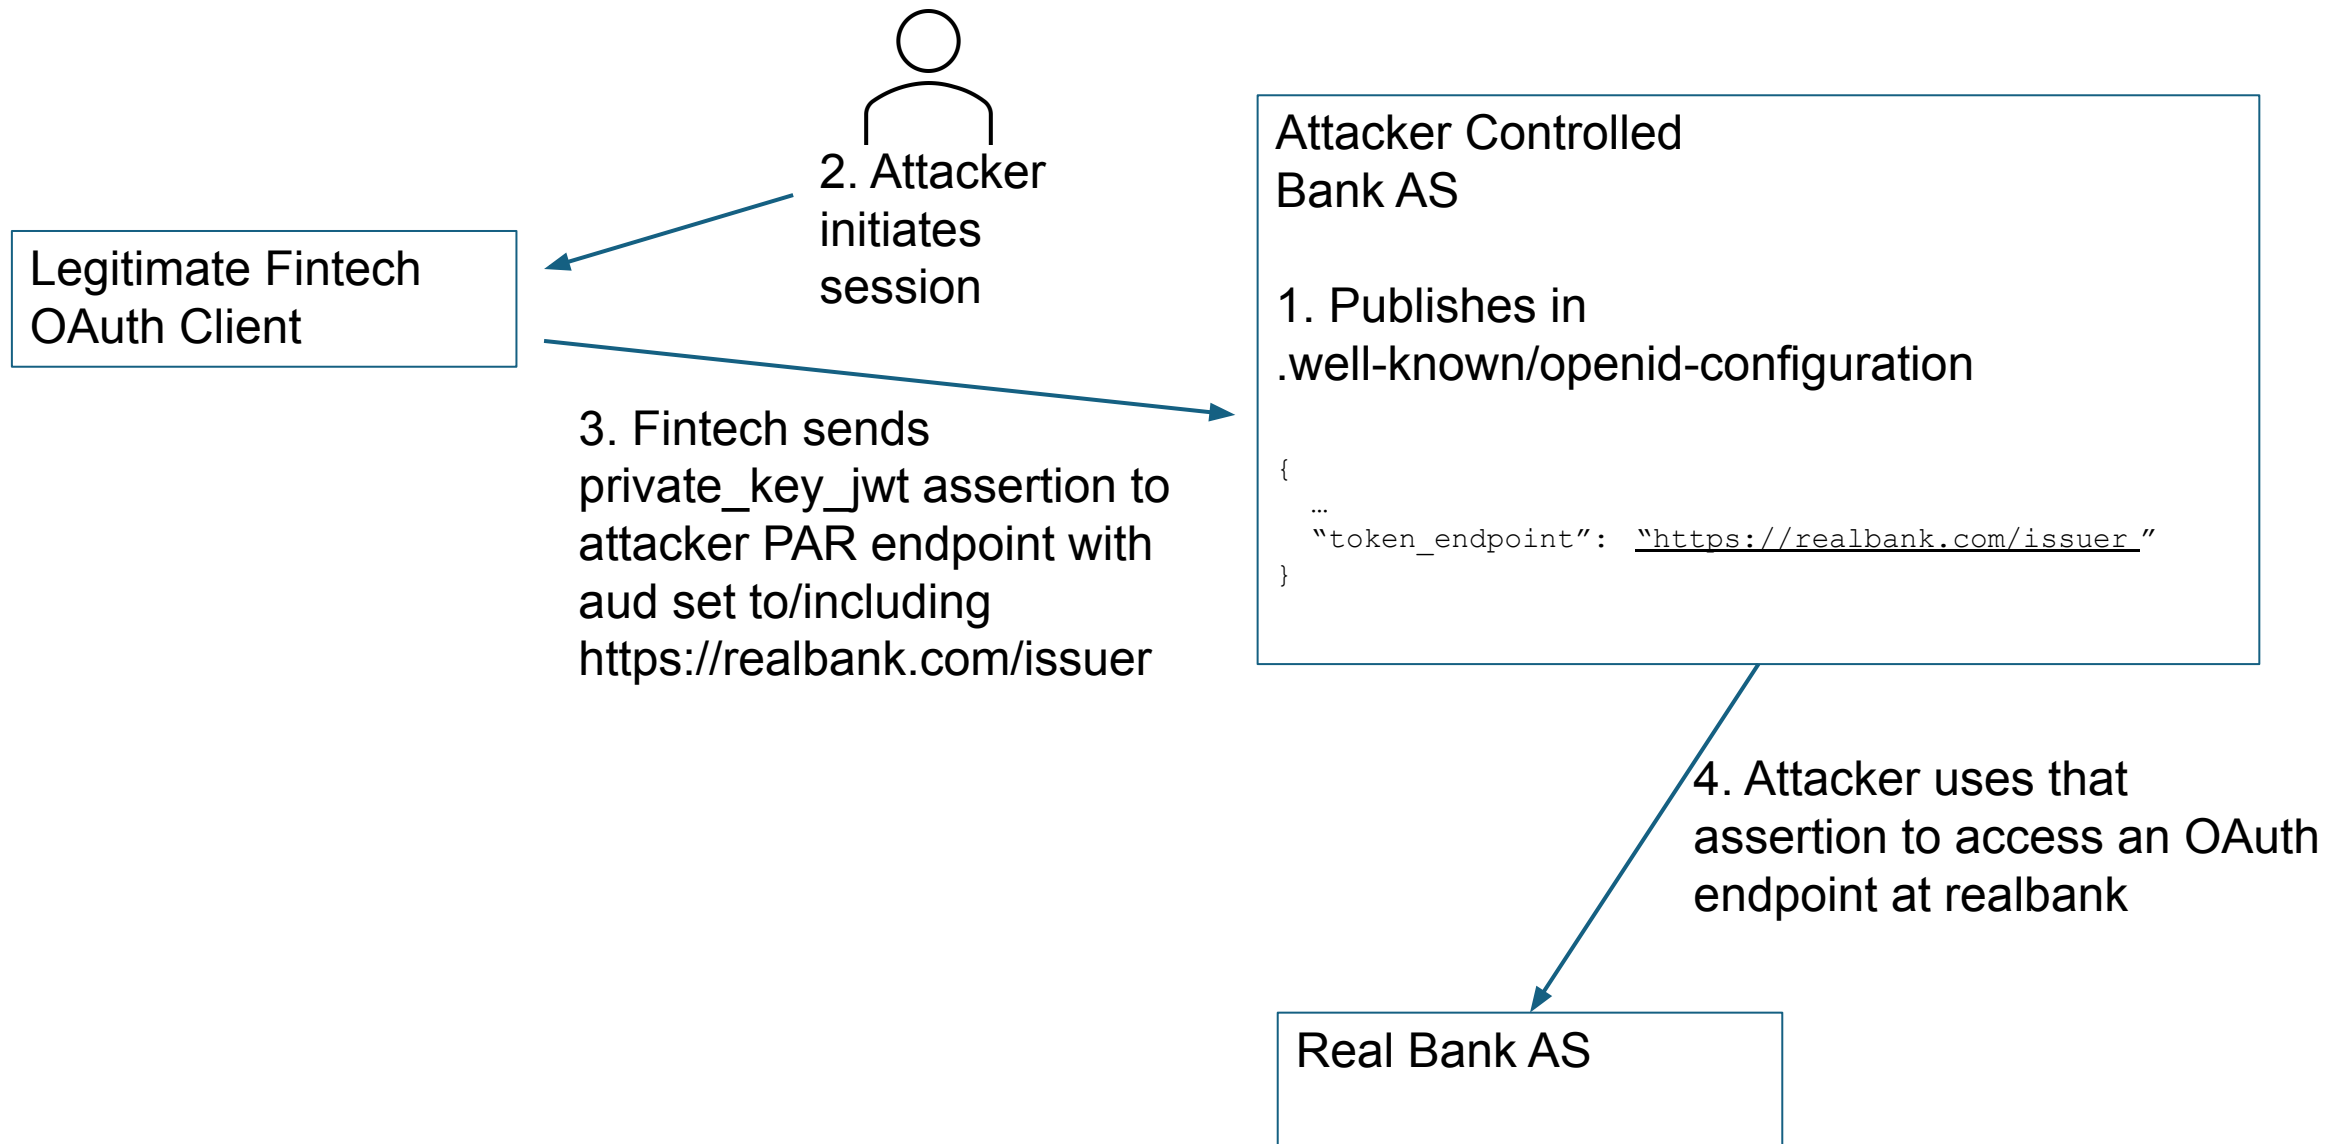 2. Attacker
initiates
session
Legitimate Fintech
OAuth Client
Attacker Controlled
Bank AS
1. Publishes in
.well-known/openid-configuration
{
…
“token_endpoint”: “https://realbank.com/issuer ”
}
3. Fintech sends
private_key_jwt assertion to
attacker PAR endpoint with
aud set to/including
https://realbank.com/issuer
4. Attacker uses that
assertion to access an OAuth
endpoint at realbank
Real Bank AS